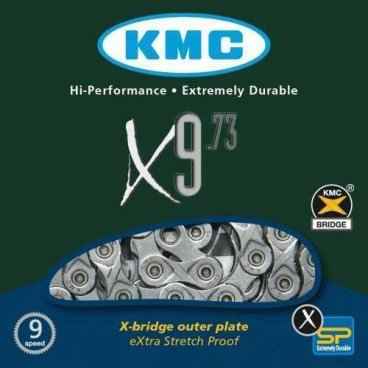 KMC
Hi-Performance • Extremely Durable
X9.73
KMC
®
BRIDGE
X-bridge outer plate
eXtra Stretch Proof
9
speed
X
SP
Extremely Durable